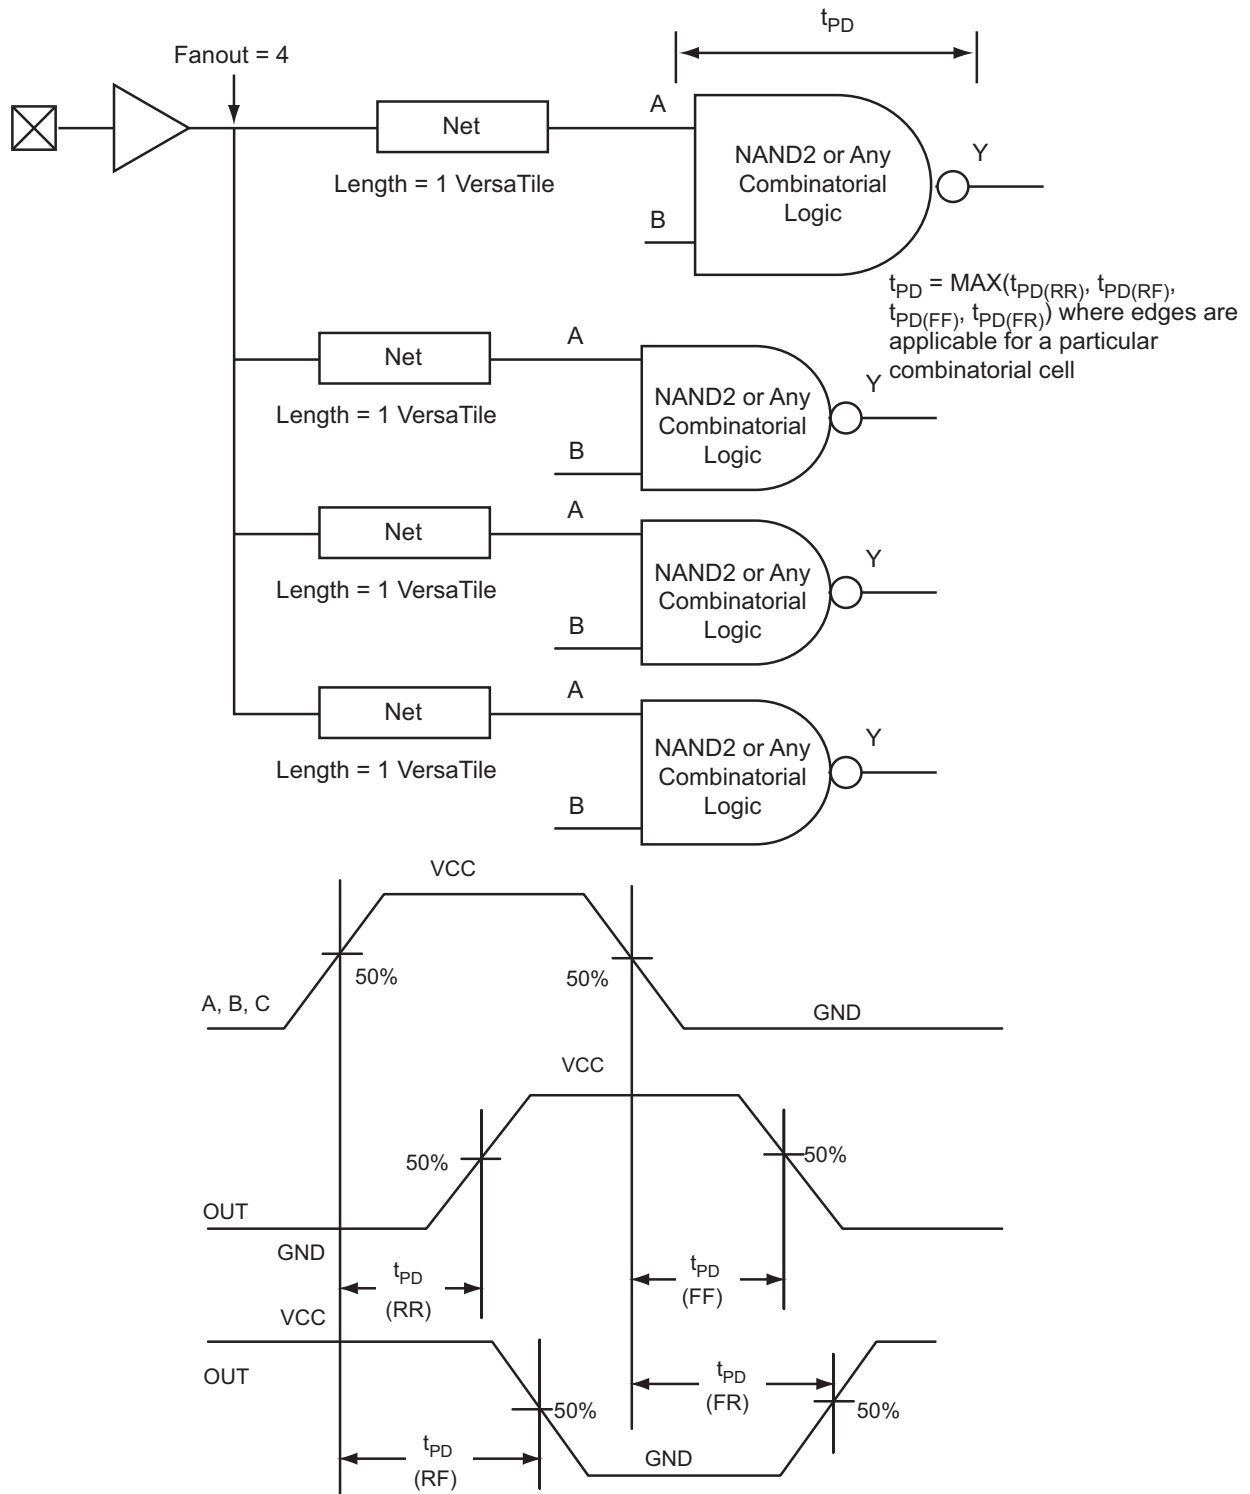 tPD
Fanout = 4
Net
Length = 1 VersaTile
A
B
NAND2 or Any
Combinatorial
Logic
Y
tPD = MAX(tPD(RR), tPD(RF),
tPD(FF), tPD(FR)) where edges are
applicable for a particular
combinatorial cell
Net
Length = 1 VersaTile
A
B
NAND2 or Any
Combinatorial
Logic
Y
Net
Length = 1 VersaTile
A
B
NAND2 or Any
Combinatorial
Logic
Y
Net
Length = 1 VersaTile
A
B
NAND2 or Any
Combinatorial
Logic
Y
VCC
50%
50%
A, B, C
GND
VCC
50%
50%
OUT
GND
tPD
(RR)
tPD
(FF)
VCC
OUT
tPD
(FR)
50%
50%
tPD
(RF)
GND